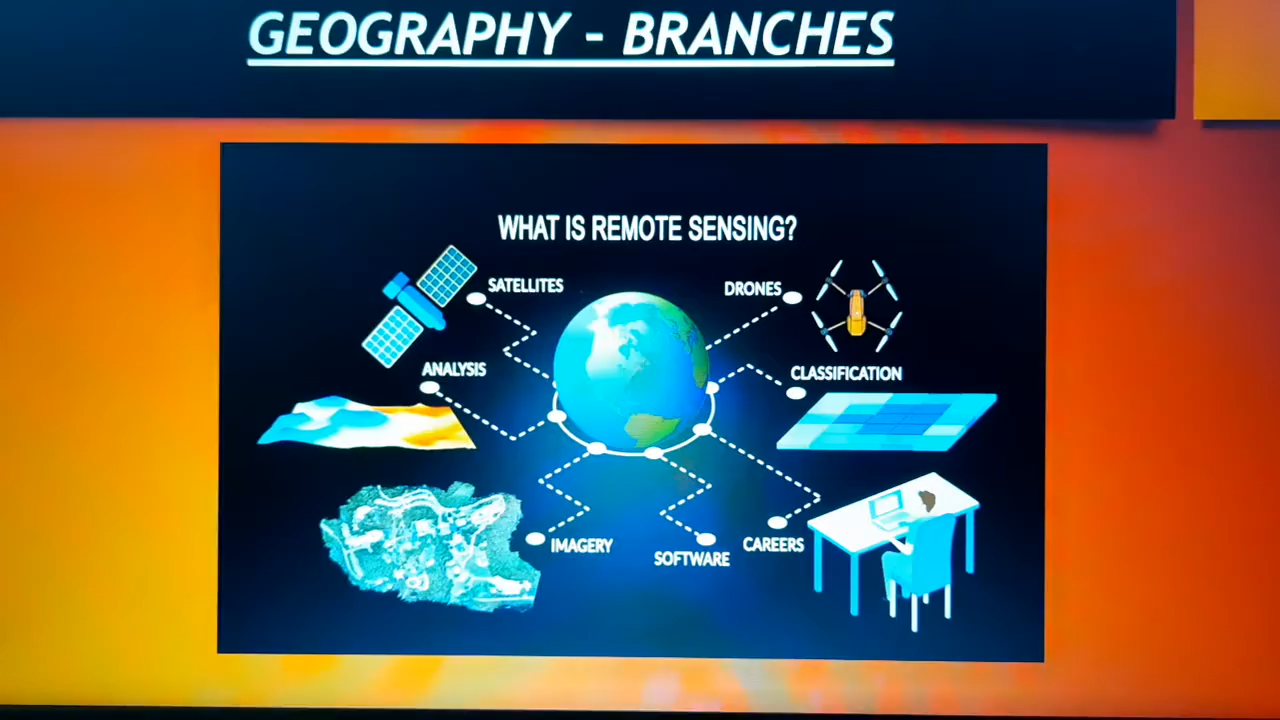 GEOGRAPHY - BRANCHES
WHAT IS REMOTE SENSING?
SATELLITES
DRONES
ANALYSIS
CLASSIFICATION
IMAGERY
SOFTWARE
CAREERS